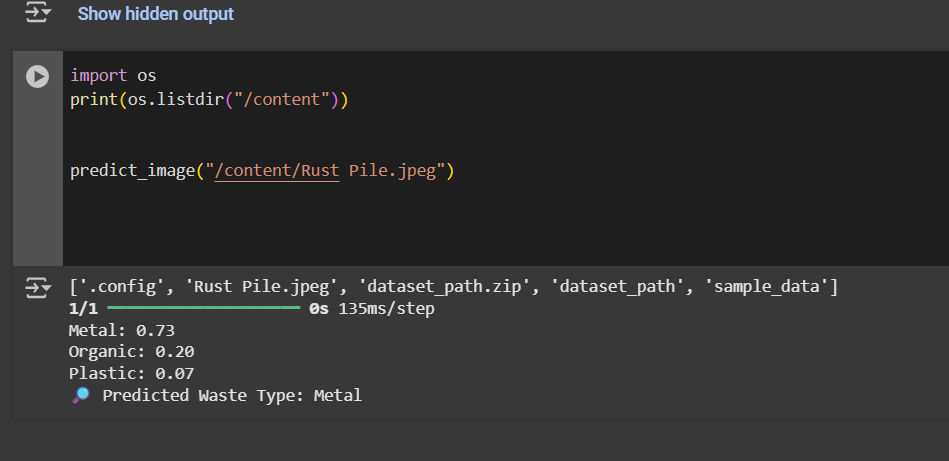 Show hidden output
import os
print(os.listdir("/content"))
predict_image("/content/Rust Pile.jpeg")
['.config', 'Rust Pile.jpeg', 'dataset_path.zip', 'dataset_path', 'sample_data']
1/1 ━━━━━━━━━━━━━━━━━━━━ 0s 135ms/step
Metal: 0.73
Organic: 0.20
Plastic: 0.07
🔎 Predicted Waste Type: Metal